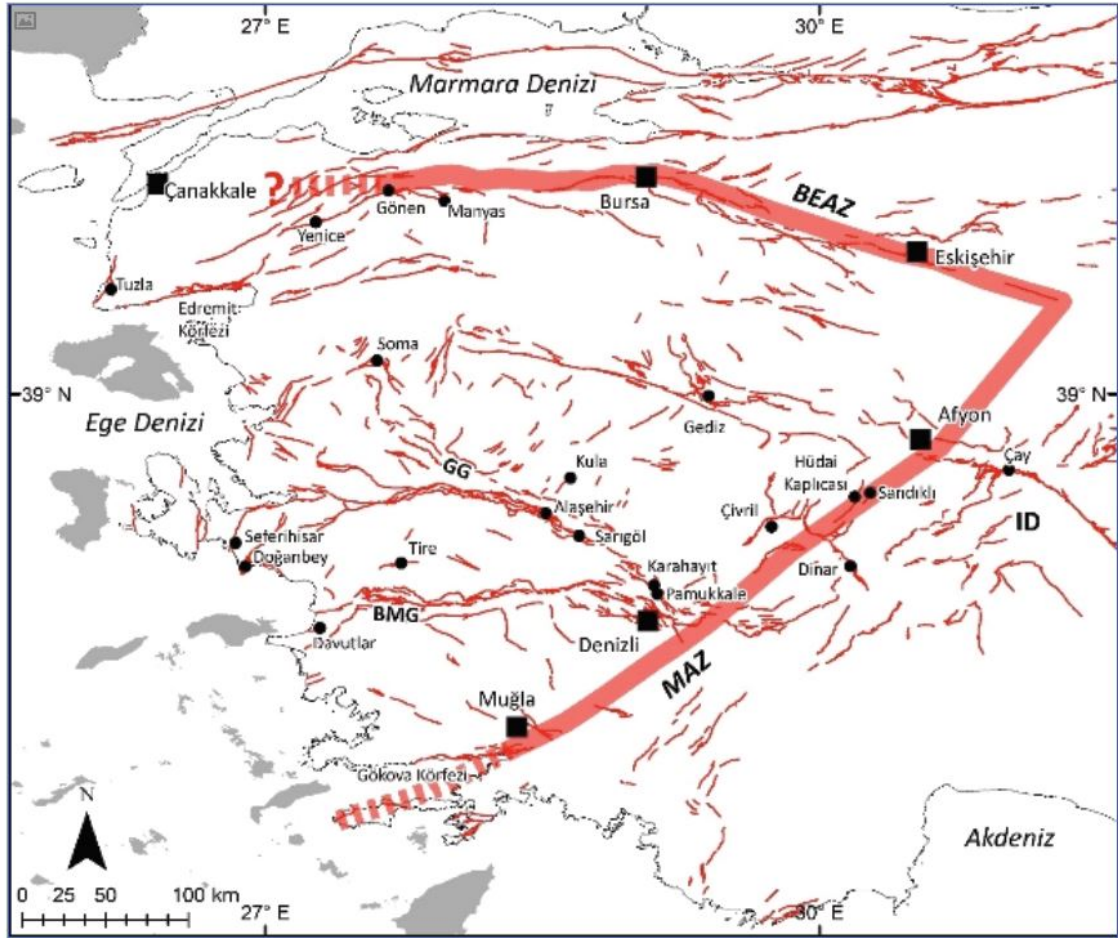 27° E
30° E
Marmara Denizi
Çanakkale
?
Gönen
Manyas
Bursa
BEAZ
Yenice
Eskişehir
Tuzla
Edremit
Körfezi
Soma
39° N
39° N
Ege Denizi
Gediz
Afyon
GG
Kula
Hüdai
Kaplıcası
Çay
Sandıklı
Alaşehir
Çivril
ID
Seferihisar
Sarıgöl
Doğanbey
Tire
Karahayıt
Dinar
Pamukkale
BMG
Davutlar
Denizli
MAZ
Muğla
Gökova Körfezi
N
Akdeniz
0 25 50 100 km
27° E
30° E